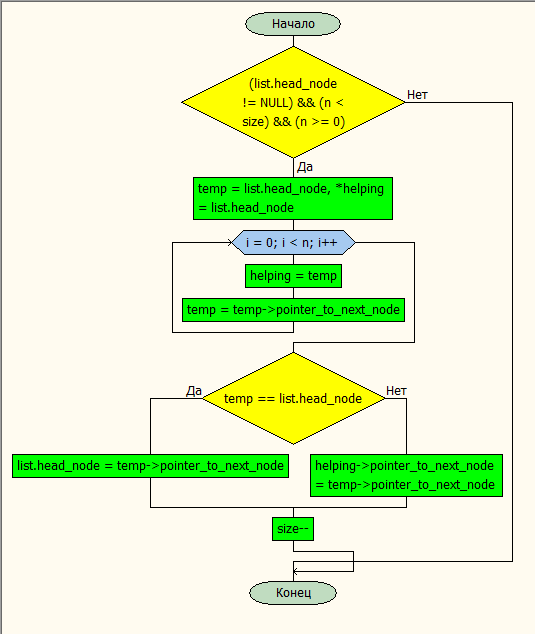 Начало
(list.head_node
!= NULL) && (n <
size) && (n >= 0)
Нет
Да
temp = list.head_node, *helping
= list.head_node
i = 0; i < n; i++
helping = temp
temp = temp->pointer_to_next_node
Да
temp == list.head_node
Нет
list.head_node = temp->pointer_to_next_node
helping->pointer_to_next_node
= temp->pointer_to_next_node
size--
Конец